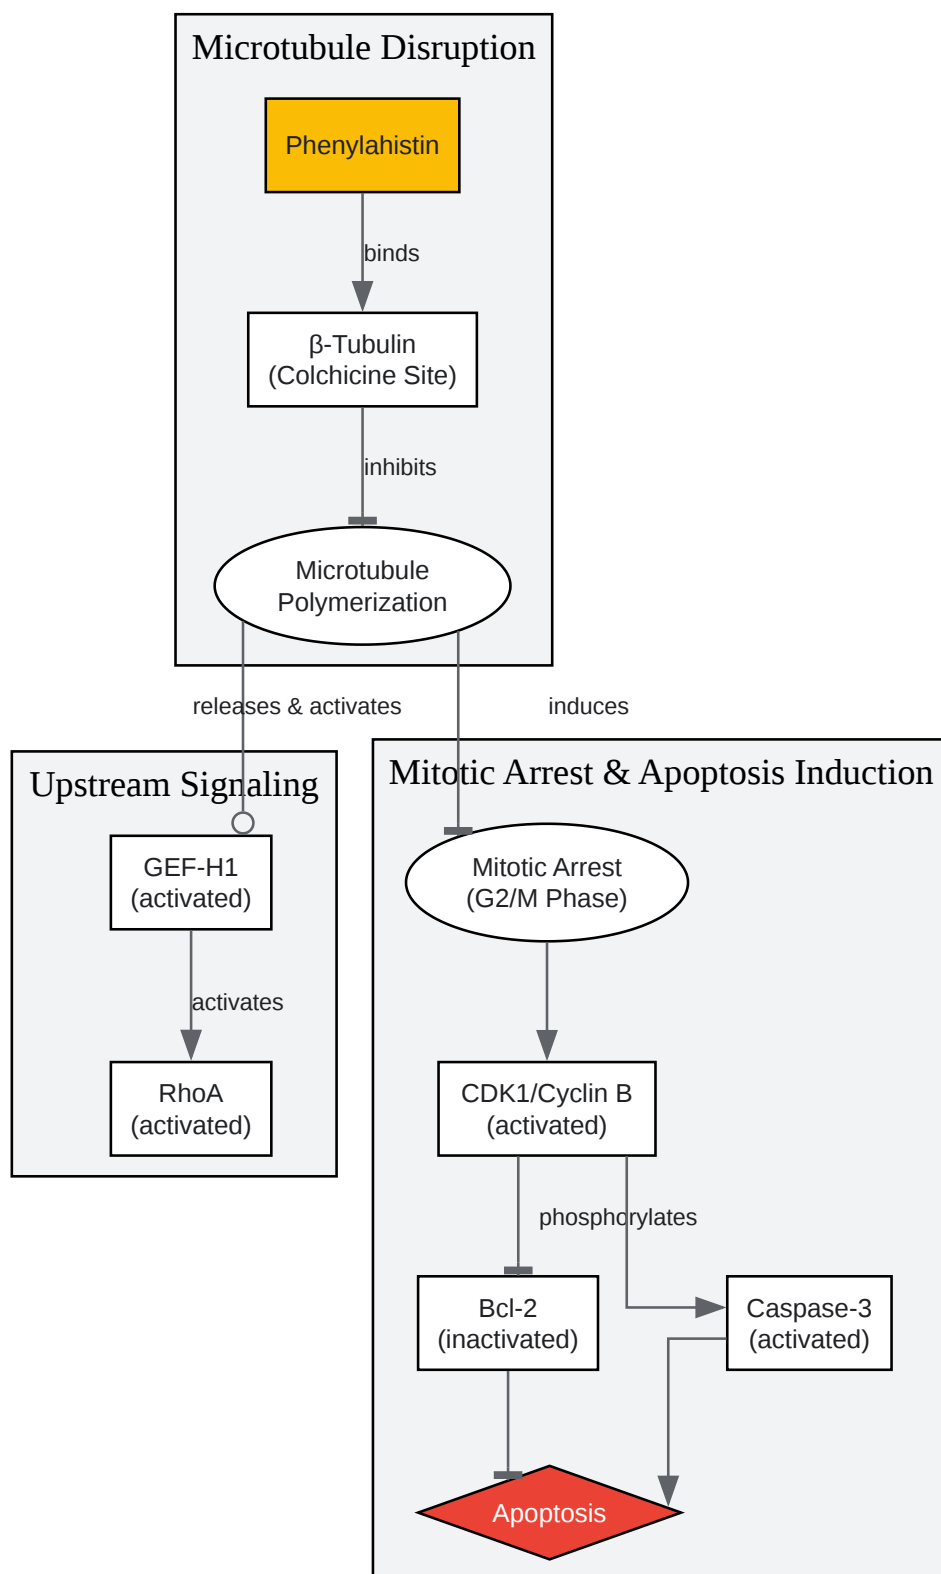 Microtubule Disruption
Phenylahistin
binds
β-Tubulin
(Colchicine Site)
inhibits
Microtubule
Polymerization
releases & activates
induces
Upstream Signaling
GEF-H1
(activated)
activates
RhoA
(activated)
Mitotic Arrest & Apoptosis Induction
Mitotic Arrest
(G2/M Phase)
CDK1/Cyclin B
(activated)
phosphorylates
Bcl-2
(inactivated)
Caspase-3
(activated)
Apoptosis